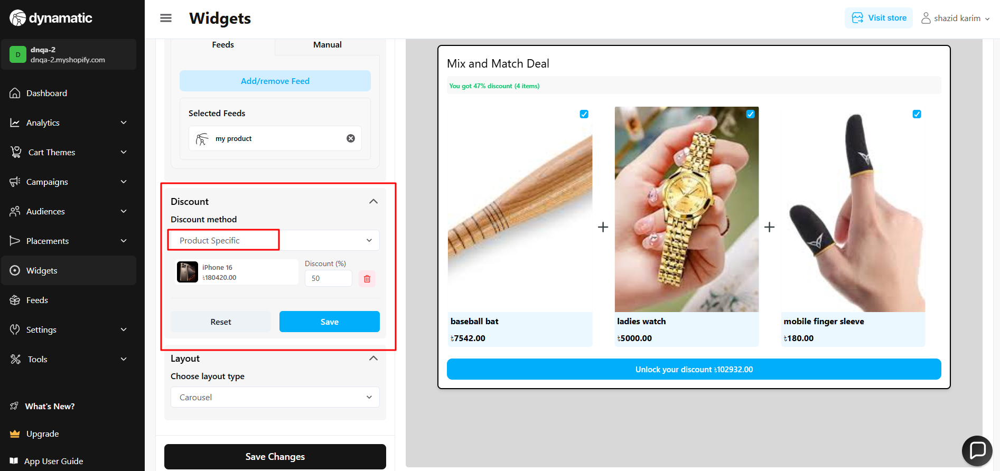 dynamatic
D
dnqa-2
dnqa-2.myshopify.com
Dashboard
Analytics
Cart Themes
Campaigns
Audiences
Placements
Widgets
Feeds
Settings
Tools
What's New?
Upgrade
App User Guide
Widgets
Visit store
shazid karim
Feeds
Manual
Add/remove Feed
Selected Feeds
my product
Discount
Discount method
Product Specific
iPhone 16
৳180420.00
Discount (%)
50
Reset
Save
Layout
Choose layout type
Carousel
Save Changes
Mix and Match Deal
You got 47% discount (4 items)
baseball bat
৳7542.00
ladies watch
৳5000.00
mobile finger sleeve
৳180.00
Unlock your discount ৳102932.00